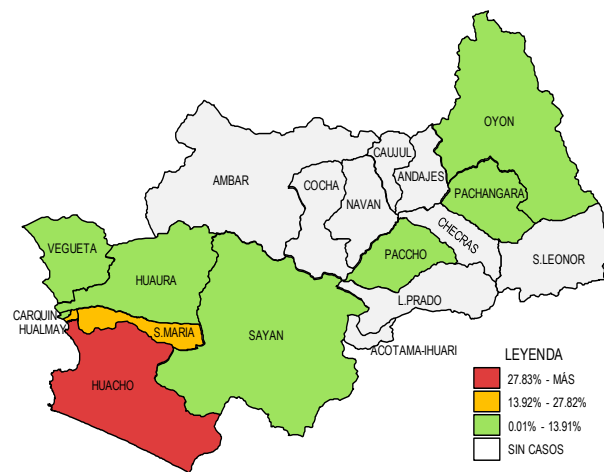 OYON
CAUJUL
ANDAJES
AMBAR
COCHA
NAVAN
PACHANGARA
CHECRAS
VEGUETA
PACCHO
S.LEONOR
HUAURA
L.PRADO
CARQUIN
HUALMAY
S.MARIA
SAYAN
ACOTAMA-IHUARI
HUACHO
LEYENDA
27.83% - MÁS
13.92% - 27.82%
0.01% - 13.91%
SIN CASOS